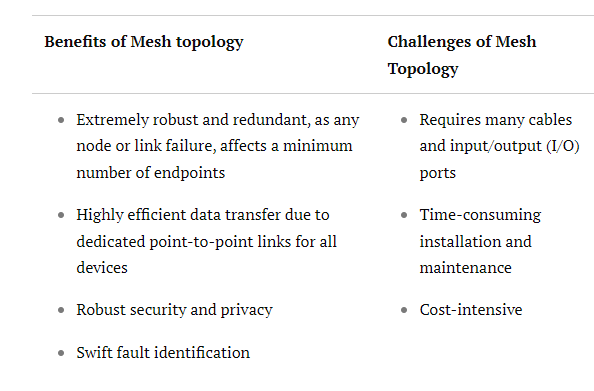 Benefits of Mesh topology
Challenges of Mesh
Topology
Extremely robust and redundant, as any
node or link failure, affects a minimum
number of endpoints
Highly efficient data transfer due to
dedicated point-to-point links for all
devices
Robust security and privacy
Swift fault identification
Requires many cables
and input/output (I/O)
ports
Time-consuming
installation and
maintenance
Cost-intensive